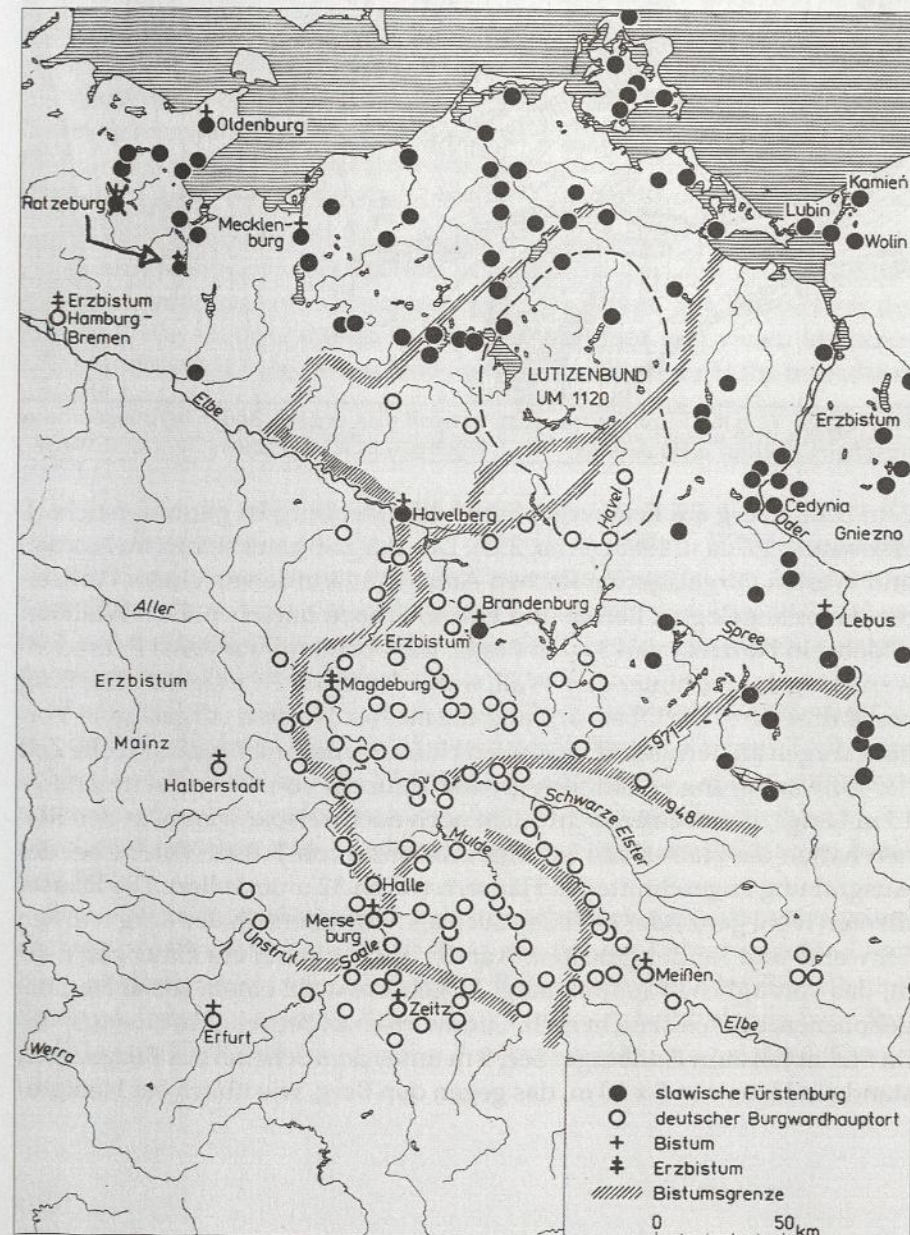 Oldenburg
Ratzeburg
Mecklen-
burg
Kamień
Lubin
Wolin
Erzbistum
Hamburg-
Bremen
LUTIZENBUND
UM 1120
Elbe
Erzbistum
Havelberg
Havel
Cedynia
Gniezno
Oder
Aller
Brandenburg
Erzbistum
Spree
Lebus
Erzbistum
Magdeburg
Mainz
971
Halberstadt
948
Schwarze Elster
Mulde
Halle
Merse-
burg
Unstrut
Saale
Meißen
Zeitz
Erfurt
Elbe
Werra
slawische Fürstenburg
deutscher Burgwardhauptort
Bistum
Erzbistum
Bistumsgrenze
0 50 km